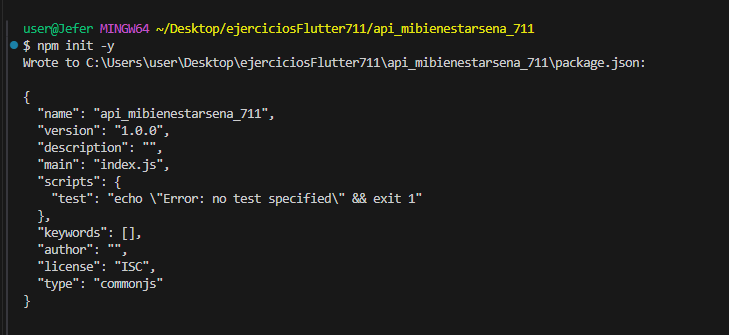 user@Jefer MINGW64 ~/Desktop/ejerciciosFlutter711/api_mibienestarsena_711
$ npm init -y
Wrote to C:\Users\user\Desktop\ejerciciosFlutter711\api_mibienestarsena_711\package.json:

{
  "name": "api_mibienestarsena_711",
  "version": "1.0.0",
  "description": "",
  "main": "index.js",
  "scripts": {
    "test": "echo \"Error: no test specified\" && exit 1"
  },
  "keywords": [],
  "author": "",
  "license": "ISC",
  "type": "commonjs"
}